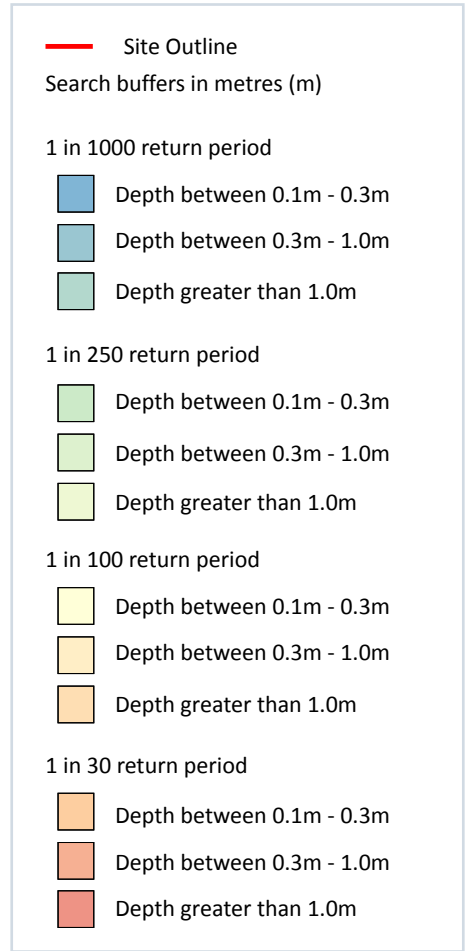 Site Outline
Search buffers in metres (m)
1 in 1000 return period
Depth between 0.1m - 0.3m
Depth between 0.3m - 1.0m
Depth greater than 1.0m
1 in 250 return period
Depth between 0.1m - 0.3m
Depth between 0.3m - 1.0m
Depth greater than 1.0m
1 in 100 return period
Depth between 0.1m - 0.3m
Depth between 0.3m - 1.0m
Depth greater than 1.0m
1 in 30 return period
Depth between 0.1m - 0.3m
Depth between 0.3m - 1.0m
Depth greater than 1.0m